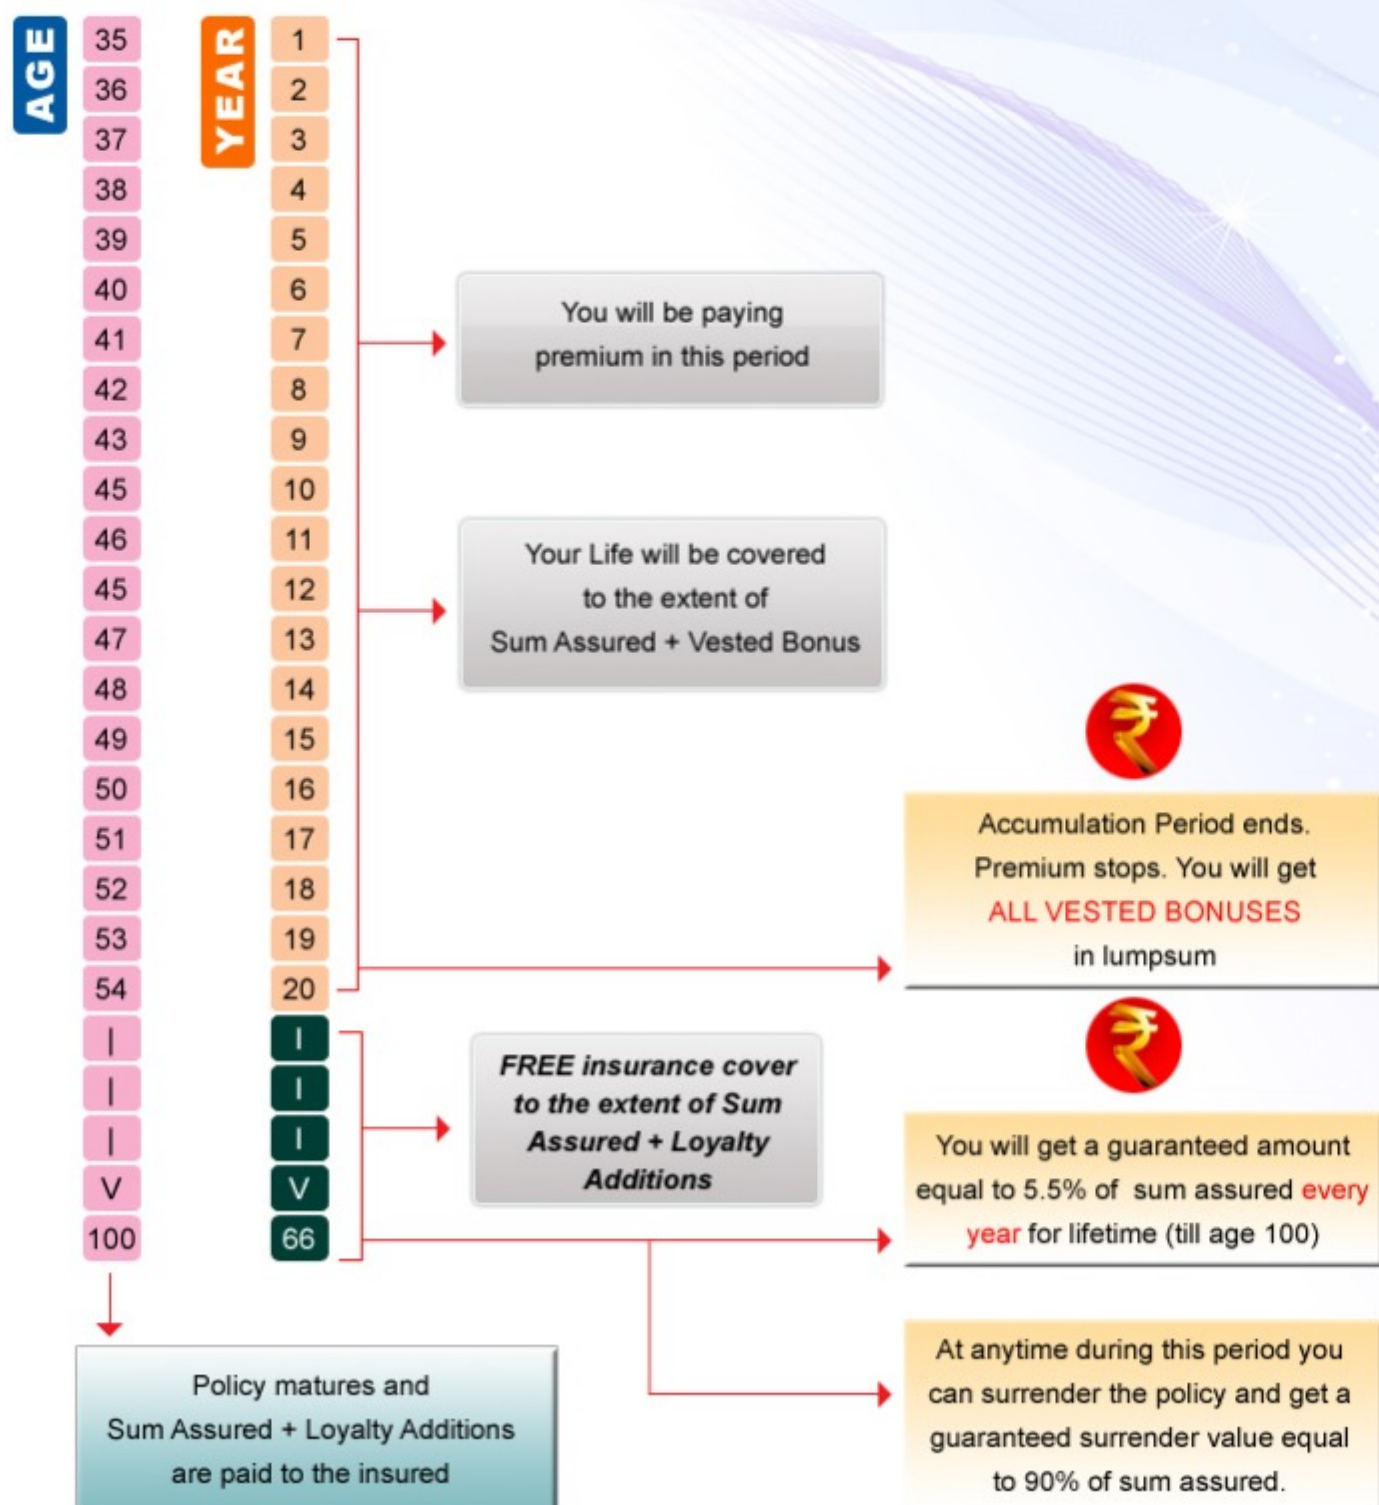 AGE
35
36
37
38
39
40
41
42
43
45
46
45
47
48
49
50
51
52
53
54
|
|
|
V
100
YEAR
1
2
3
4
5
6
7
8
9
10
11
12
13
14
15
16
17
18
19
20
I
I
I
V
66
You will be paying
premium in this period
Your Life will be covered
to the extent of
Sum Assured + Vested Bonus
₹
Accumulation Period ends.
Premium stops. You will get
ALL VESTED BONUSES
in lumpsum
FREE insurance cover
to the extent of Sum
Assured + Loyalty
Additions
₹
You will get a guaranteed amount
equal to 5.5% of sum assured every
year for lifetime (till age 100)
At anytime during this period you
can surrender the policy and get a
guaranteed surrender value equal
to 90% of sum assured.
Policy matures and
Sum Assured + Loyalty Additions
are paid to the insured